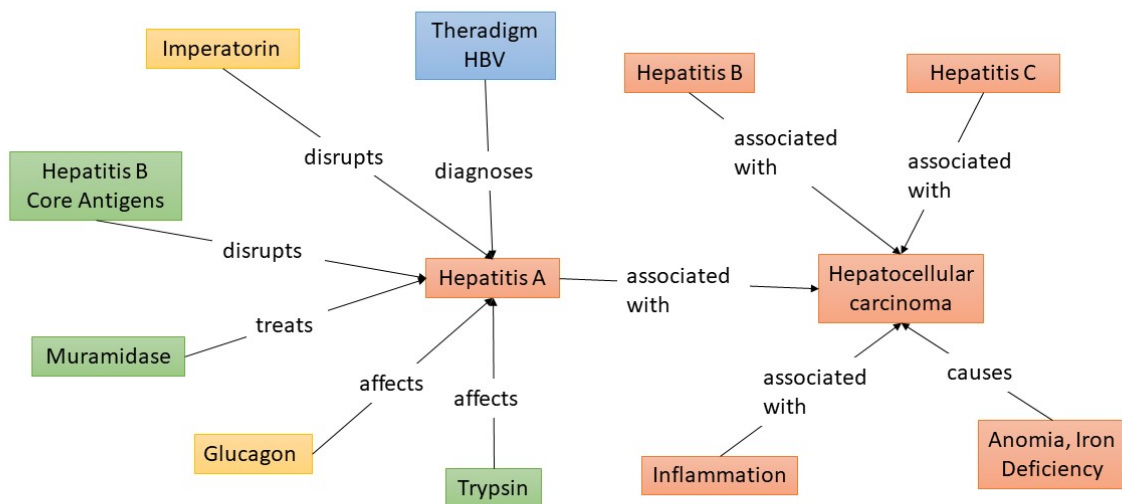 Imperatorin
Theradigm
HBV
Hepatitis B
Hepatitis C
disrupts
diagnoses
associated
with
associated
with
Hepatitis B
Core Antigens
disrupts
Hepatitis A
associated
with
Hepatocellular
carcinoma
treats
Muramidase
affects
affects
associated
with
causes
Glucagon
Trypsin
Inflammation
Anomia, Iron
Deficiency